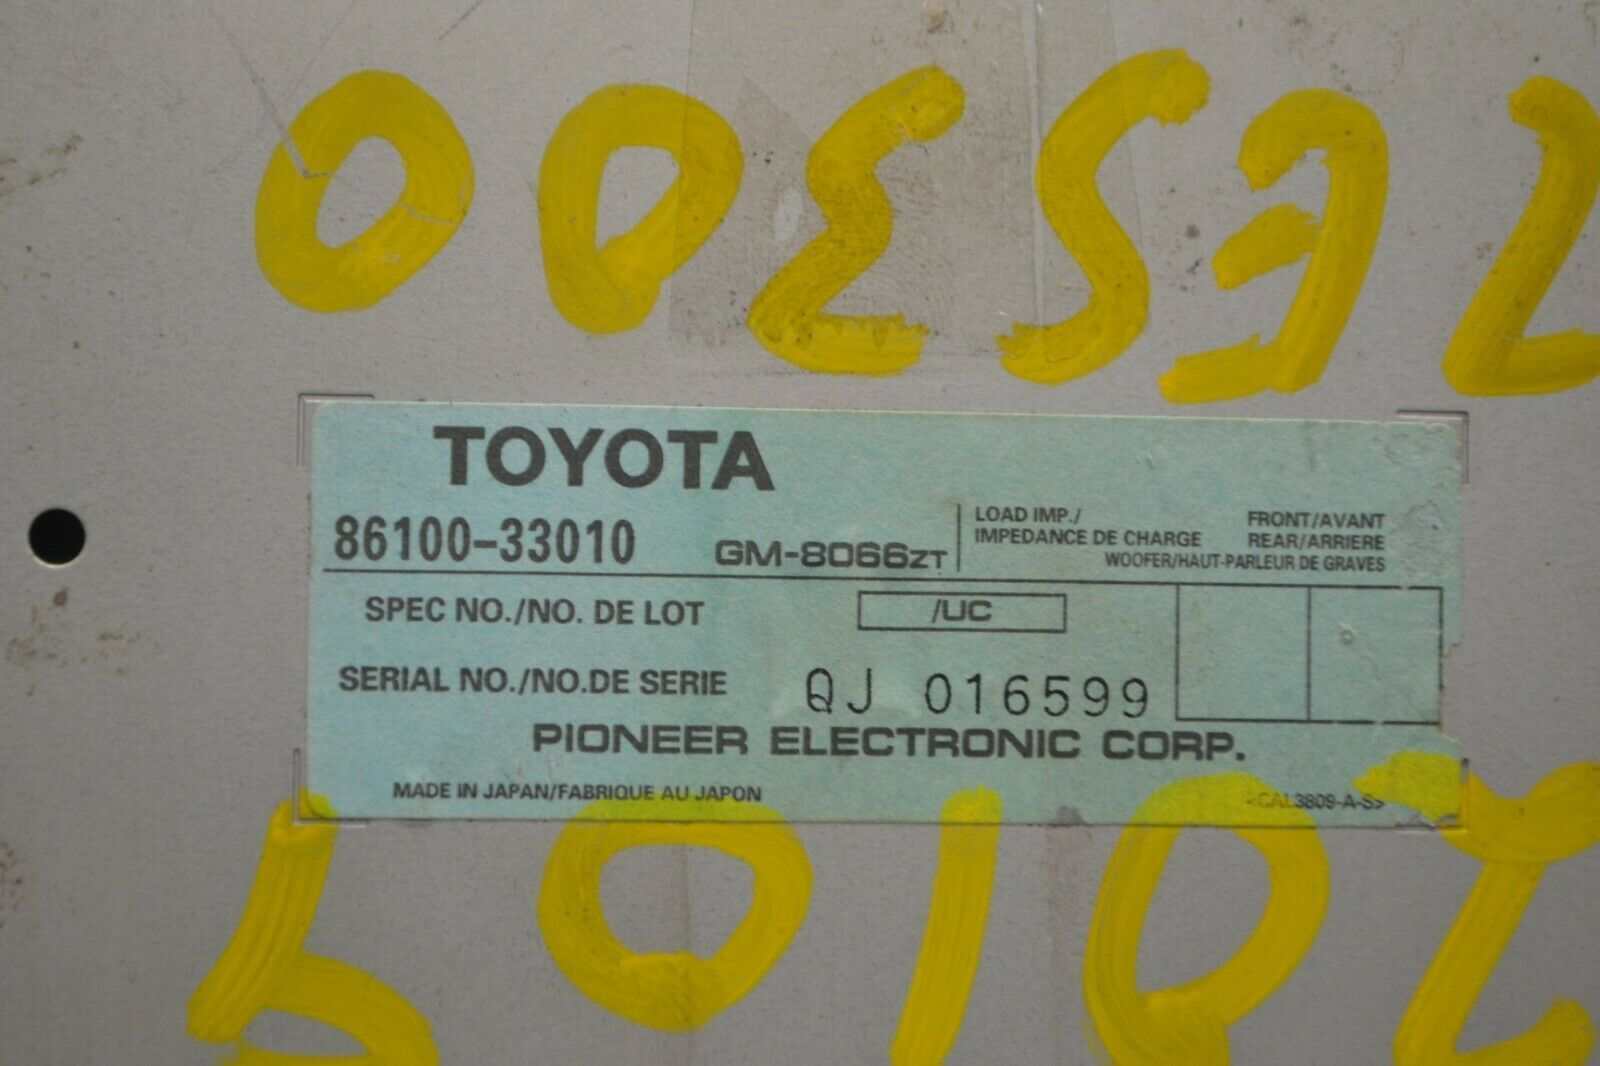 ES300
TOYOTA
86100-33010 GM-8066ZT
LOAD IMP./ FRONT/AVANT
IMPEDANCE DE CHARGE REAR/ARRIERE
WOOFER/HAUT-PARLEUR DE GRAVES
SPEC NO./NO. DE LOT /UC
SERIAL NO./NO.DE SERIE QJ 016599
PIONEER ELECTRONIC CORP.
MADE IN JAPAN/FABRIQUE AU JAPON <CAL3809-A-S>